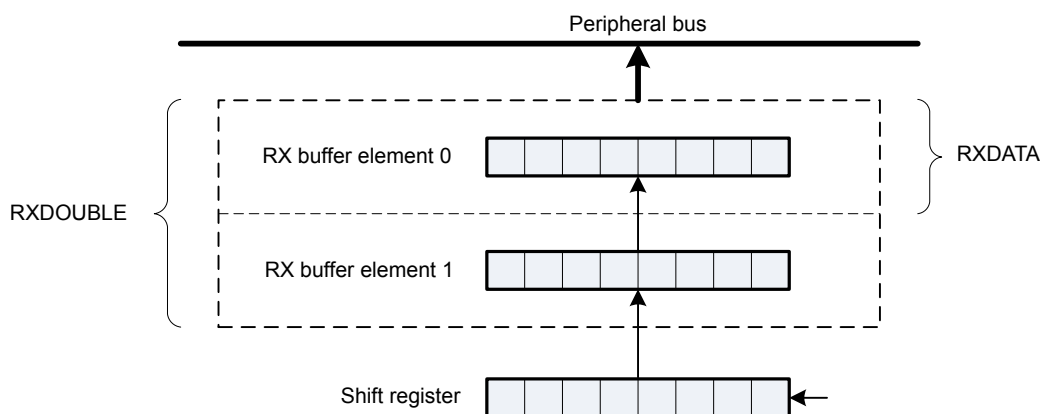 Peripheral bus
RX buffer element 0
RXDATA
RXDOUBLE
RX buffer element 1
Shift register